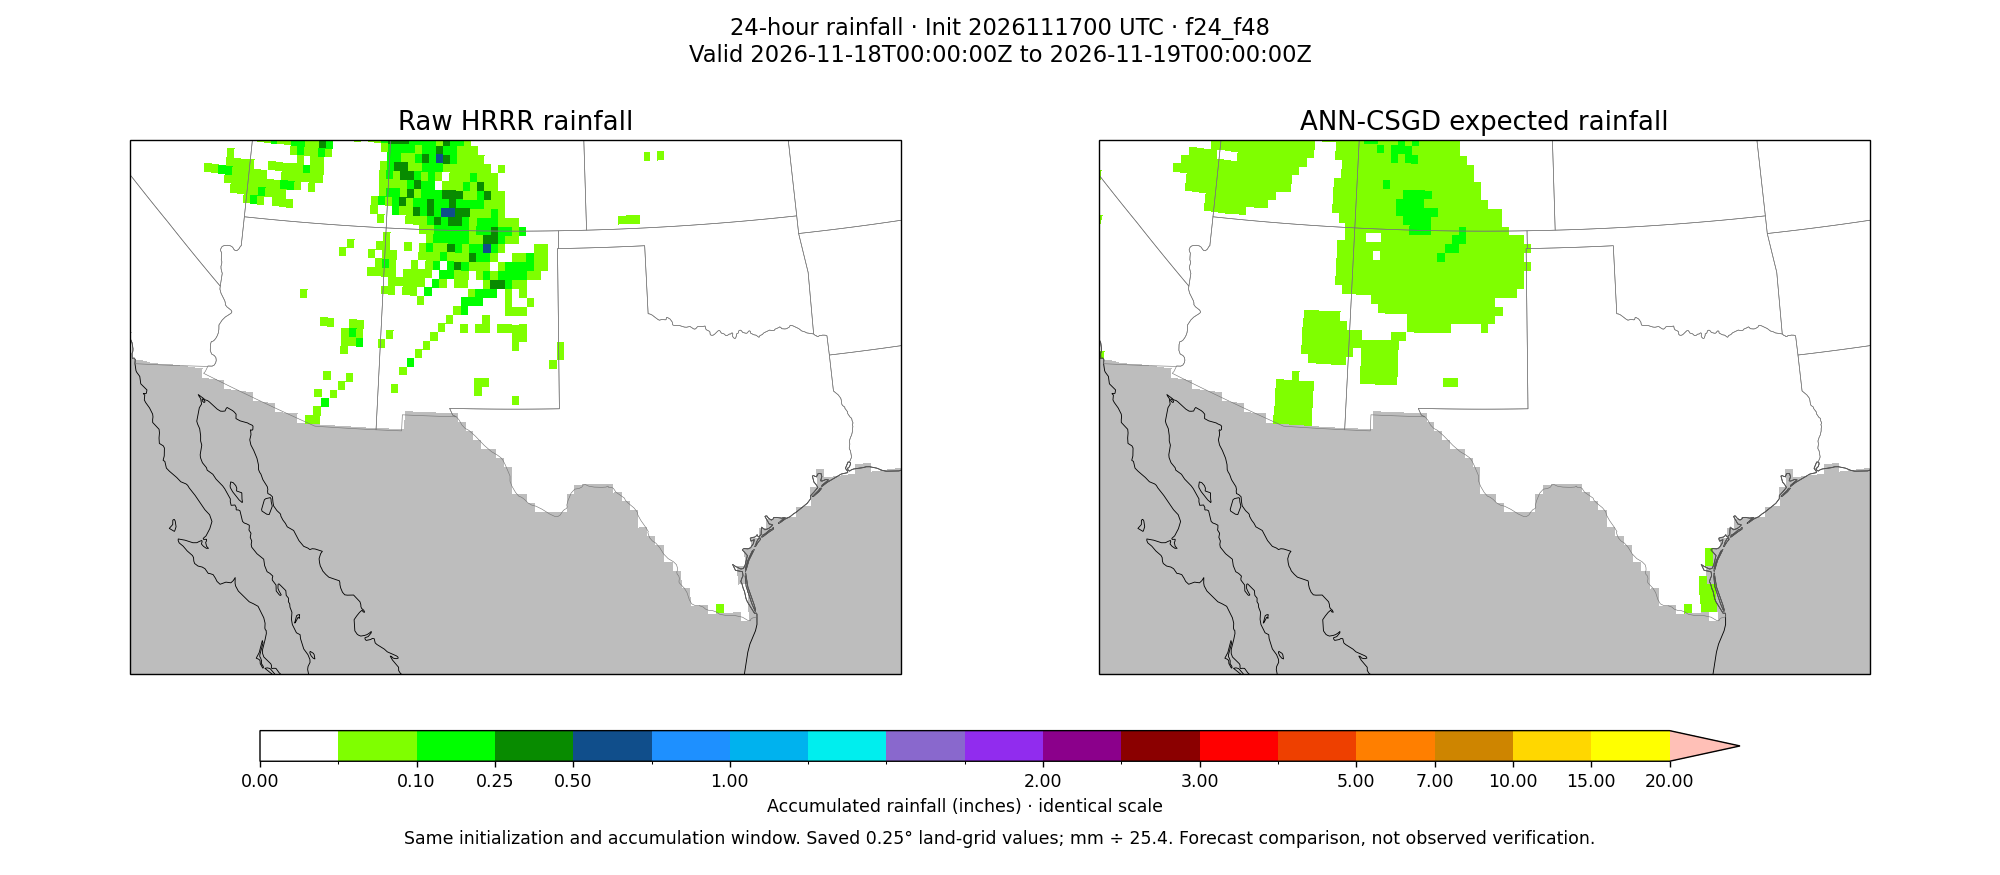 24-hour rainfall · Init 2026111700 UTC · f24_f48
Valid 2026-11-18T00:00:00Z to 2026-11-19T00:00:00Z
Raw HRRR rainfall
ANN-CSGD expected rainfall
0.00 0.10 0.25 0.50 1.00 2.00 3.00 5.00 7.00 10.00 15.00 20.00
Accumulated rainfall (inches) · identical scale
Same initialization and accumulation window. Saved 0.25° land-grid values; mm ÷ 25.4. Forecast comparison, not observed verification.